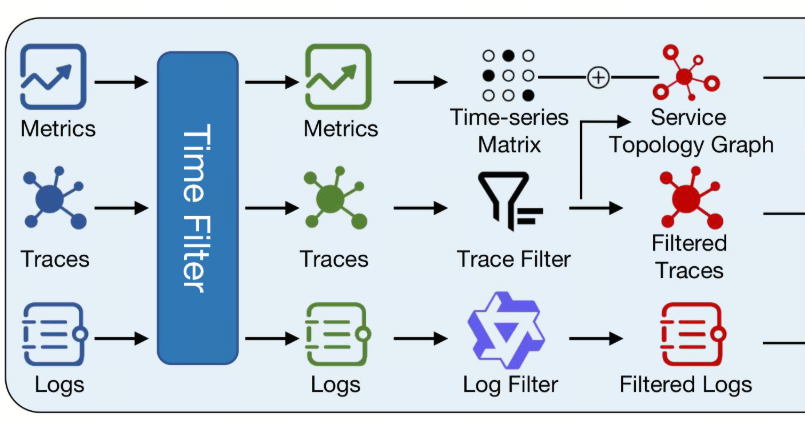 Metrics
Time Filter
Metrics
Time-series
Matrix
Service
Topology Graph
Traces
Traces
Trace Filter
Filtered
Traces
Logs
Logs
Log Filter
Filtered Logs